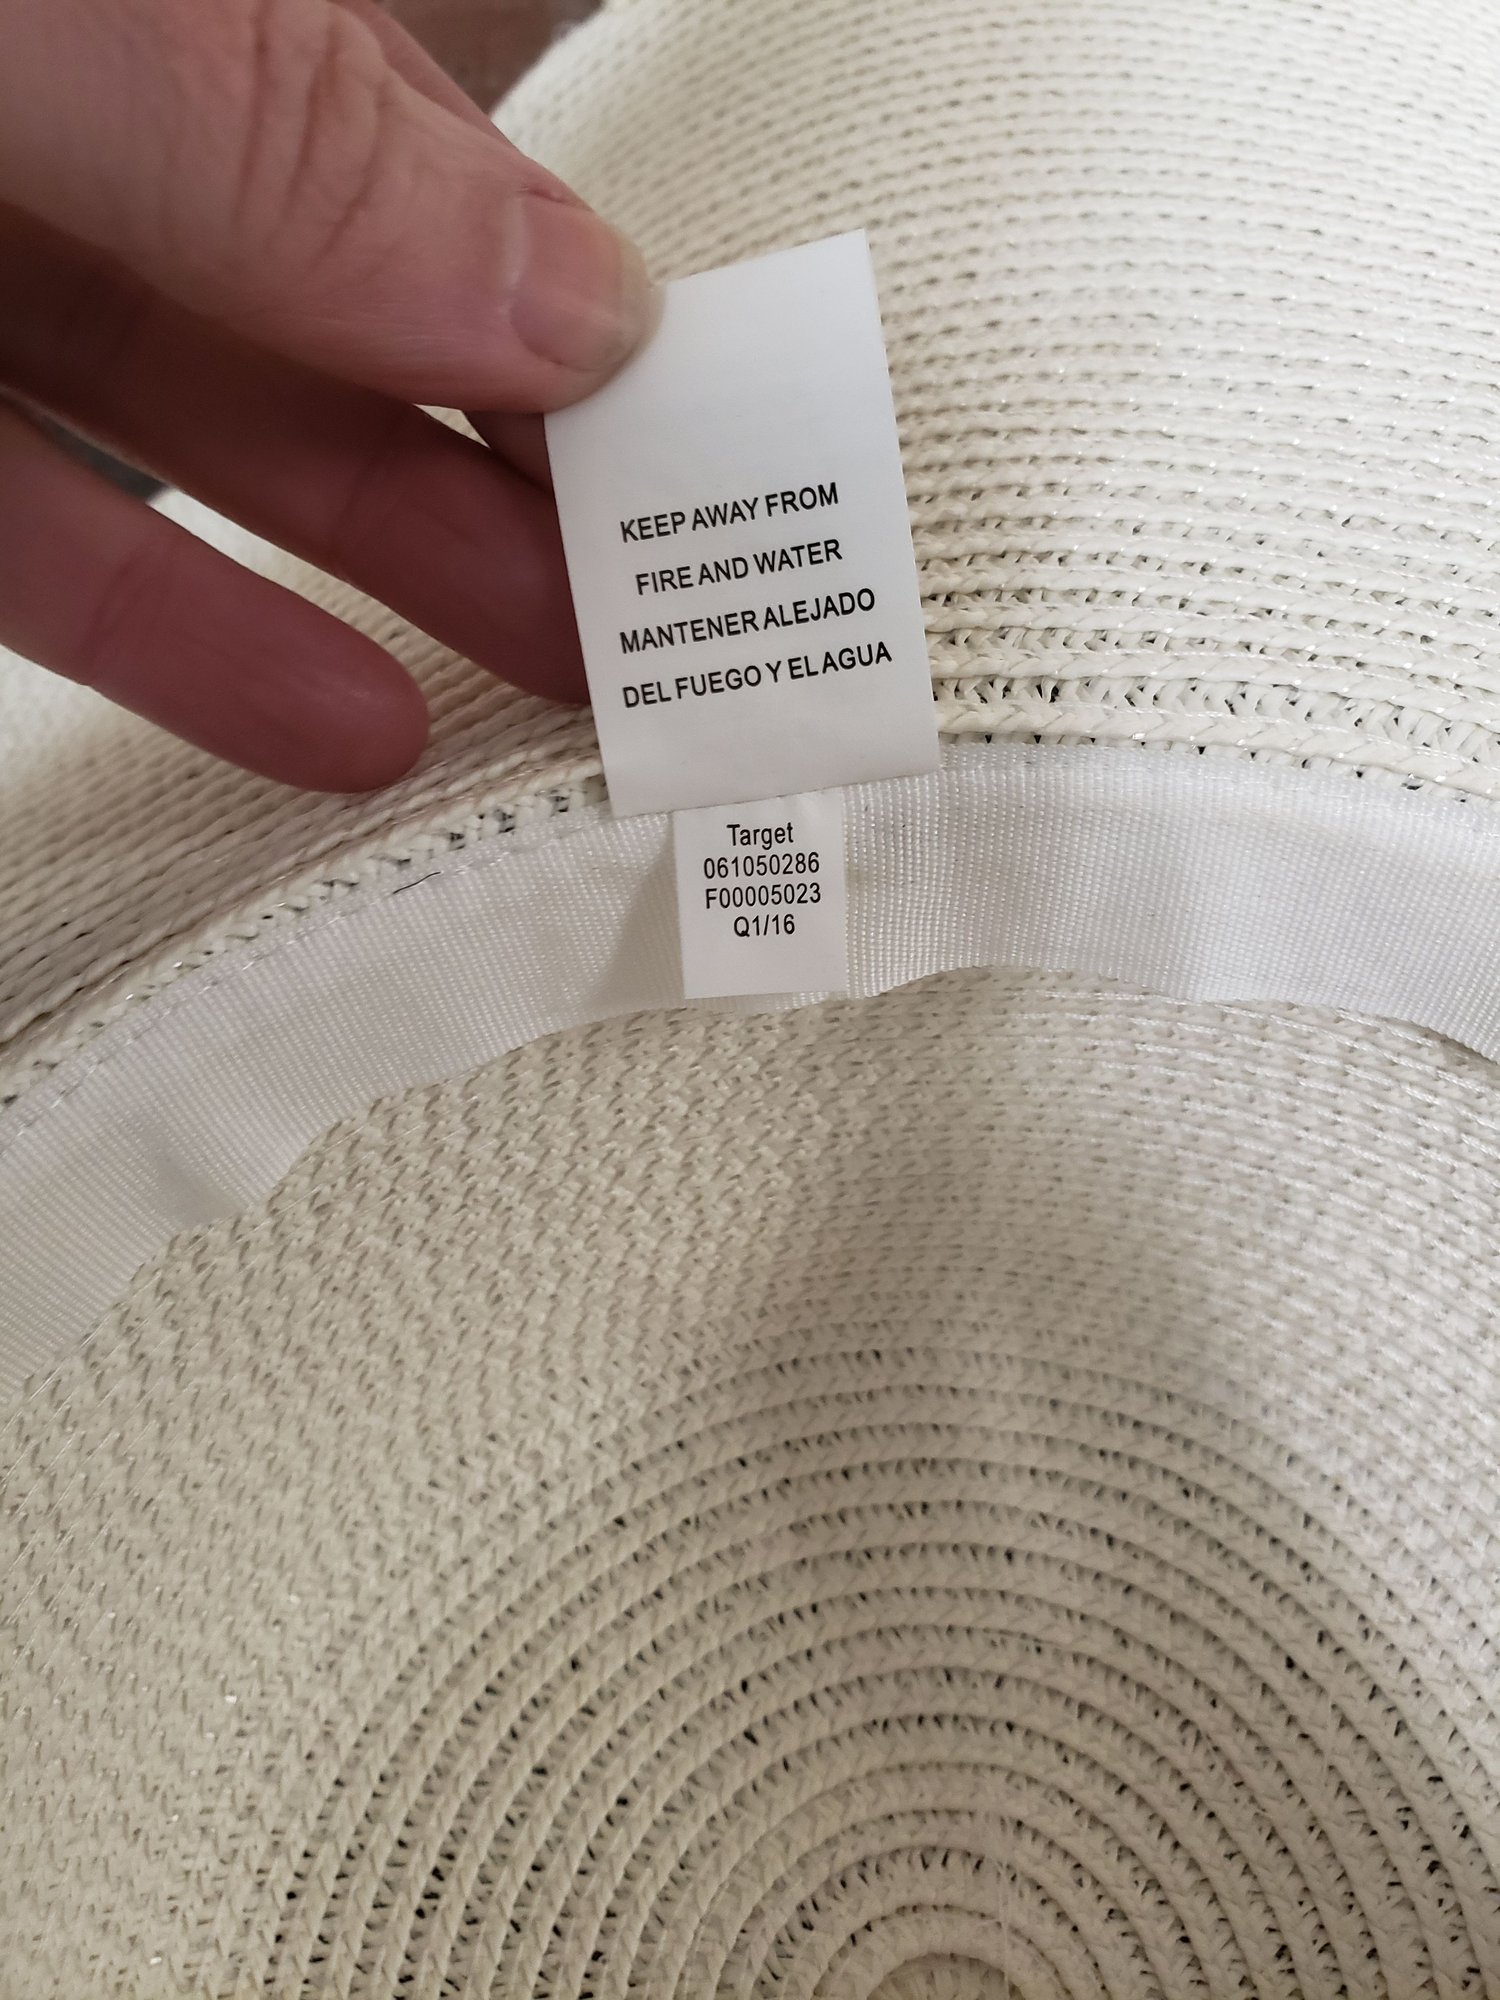 KEEP AWAY FROM
FIRE AND WATER
MANTENER ALEJADO
DEL FUEGO Y EL AGUA
Target
061050286
F00005023
Q1/16